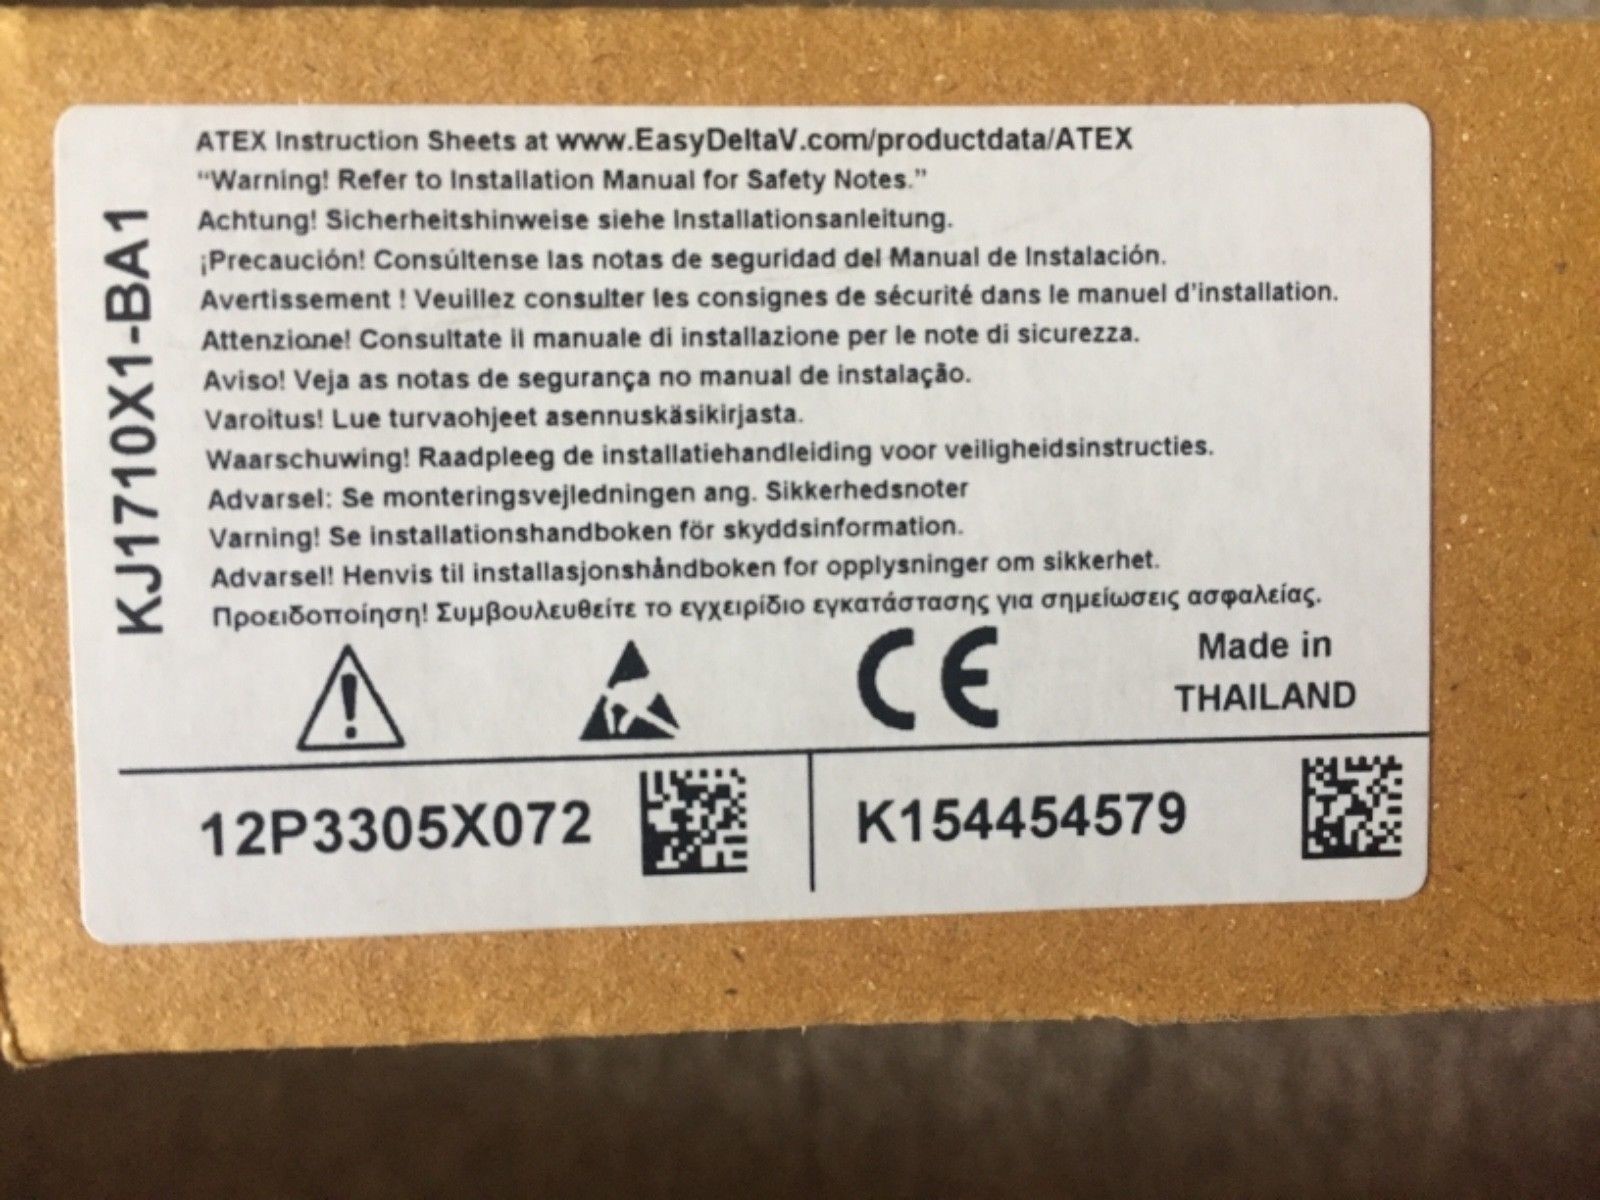 ATEX Instruction Sheets at www.EasyDeltaV.com/productdata/ATEX
“Warning! Refer to Installation Manual for Safety Notes.”
Achtung! Sicherheitshinweise siehe Installationsanleitung.
¡Precaución! Consúltense las notas de seguridad del Manual de Instalación.
Avertissement ! Veuillez consulter les consignes de sécurité dans le manuel d'installation.
Attenzione! Consultate il manuale di installazione per le note di sicurezza.
Aviso! Veja as notas de segurança no manual de instalação.
Varoitus! Lue turvaohjeet asennuskäsikirjasta.
Waarschuwing! Raadpleeg de installatiehandleiding voor veiligheidsinstructies.
Advarsel: Se monteringsvejledningen ang. Sikkerhedsnoter
Varning! Se installationshandboken för skyddsinformation.
Advarsel! Henvis til installasjonshåndboken for opplysninger om sikkerhet.
Προειδοποίηση! Συμβουλευθείτε το εγχειρίδιο εγκατάστασης για σημείωσεις ασφαλείας.
KJ1710X1-BA1
CE
Made in
THAILAND
12P3305X072
K154454579